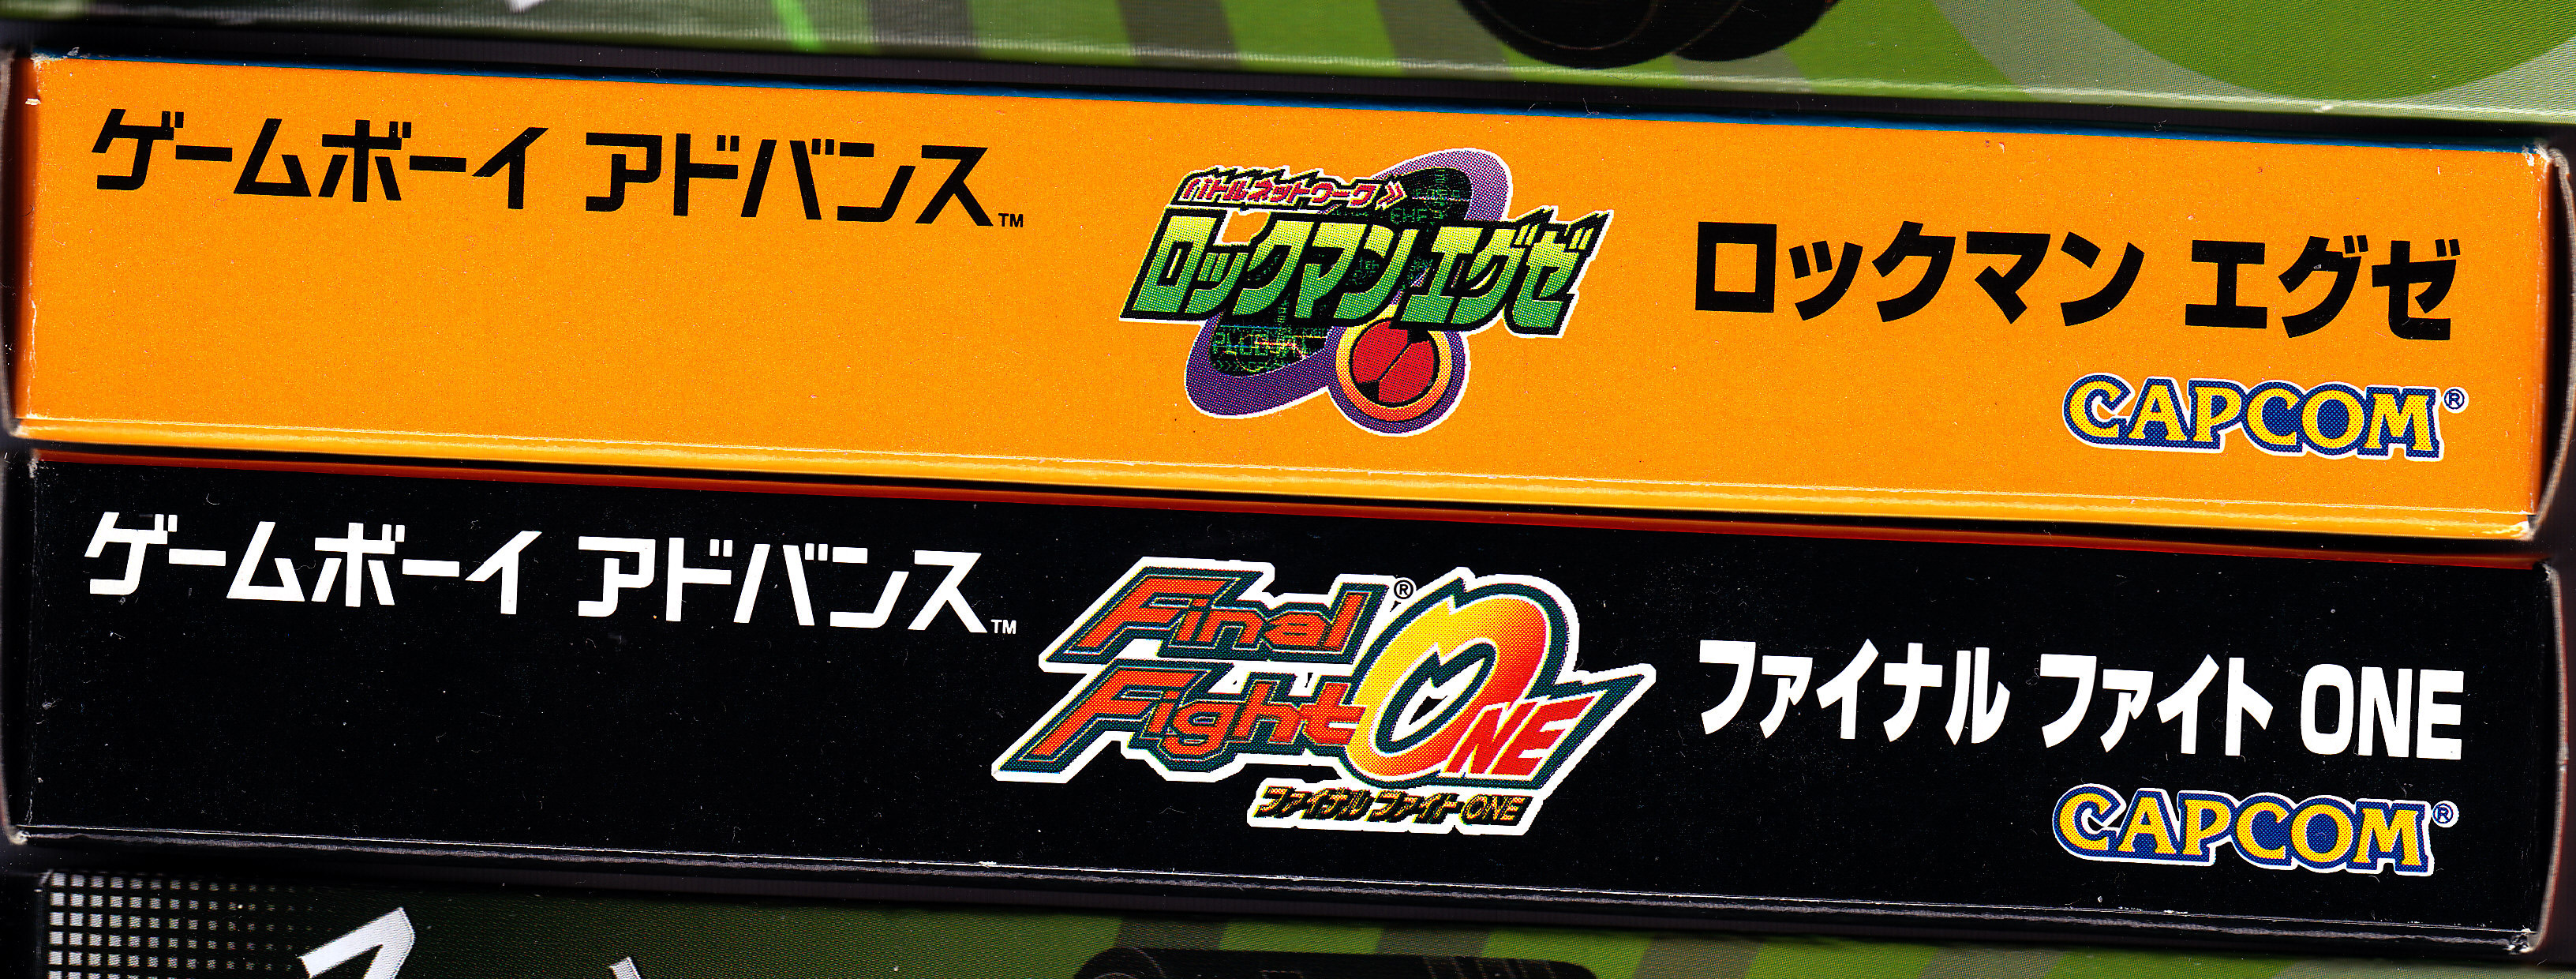 ゲームボーイ アドバンス™
バトルネットワーク
ロックマンエグゼ
ロックマン エグゼ
CAPCOM®
ゲームボーイ アドバンス™
Final®
Fight ONE
ファイナルファイトONE
ファイナル ファイト ONE
CAPCOM®